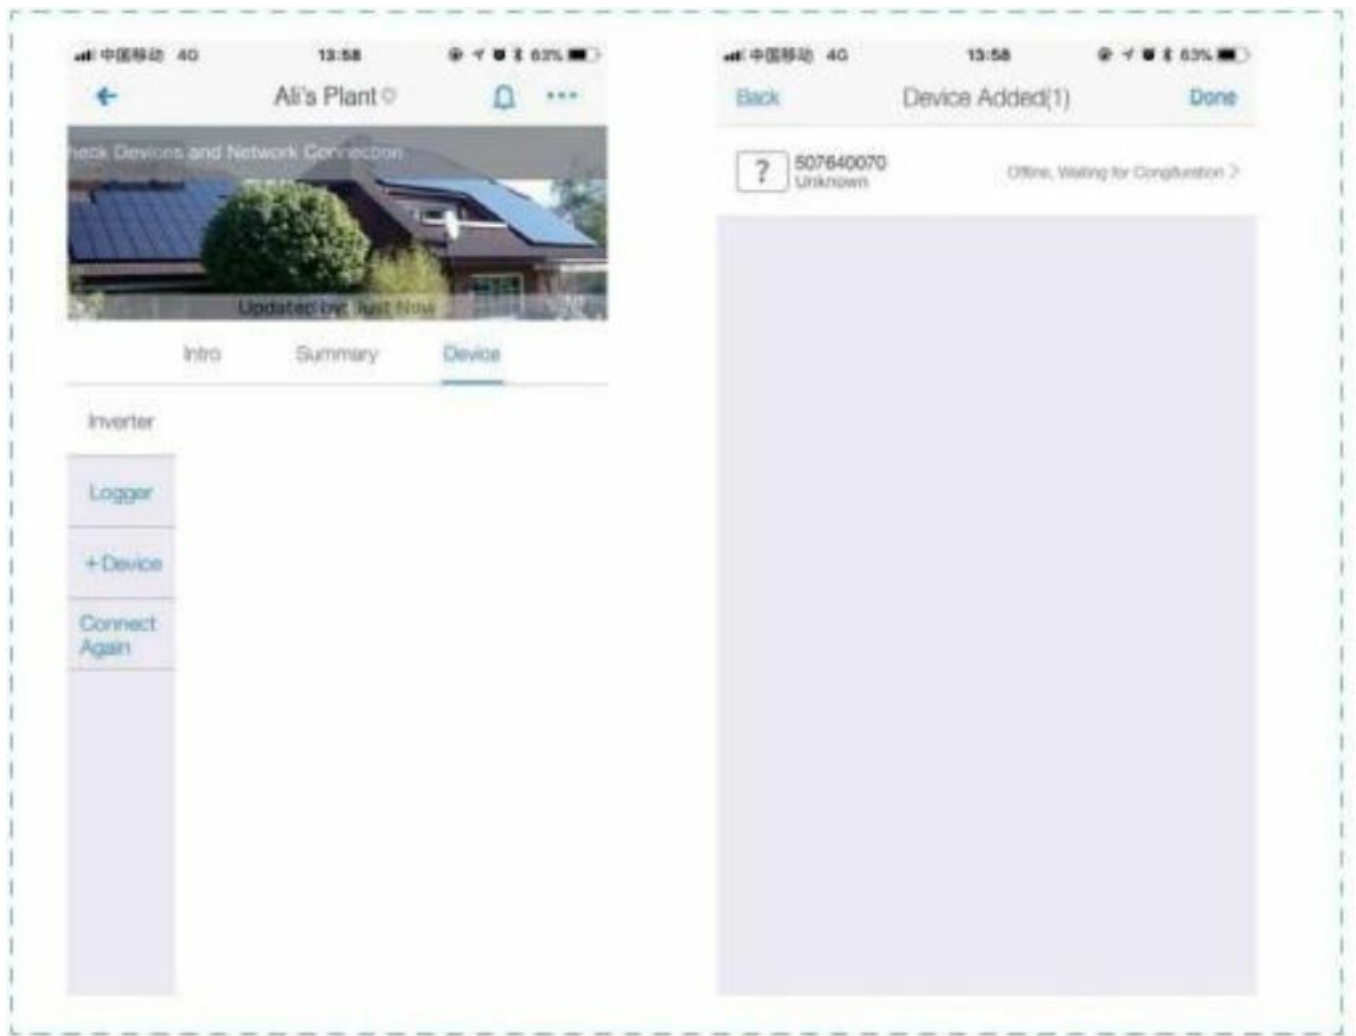 中国移动 4G 13:58 63%
Ali's Plant
heck Devices and Network Connection
Updated by: Just Now
Intro Summary Device
Inverter
Logger
+Device
Connect
Again
中国移动 4G 13:58 63%
Back Device Added(1) Done
?
507640070
Unknown
Offline, Waiting for Congifuration >